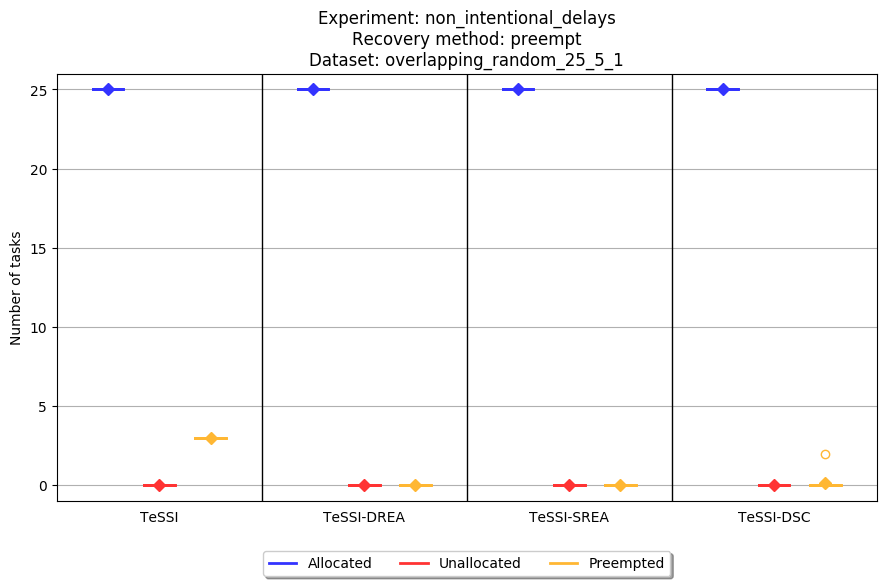 Experiment: non_intentional_delays
Recovery method: preempt
Dataset: overlapping_random_25_5_1
Number of tasks
25
20
15
10
5
0
TeSSI
TeSSI-DREA
TeSSI-SREA
TeSSI-DSC
Allocated
Unallocated
Preempted